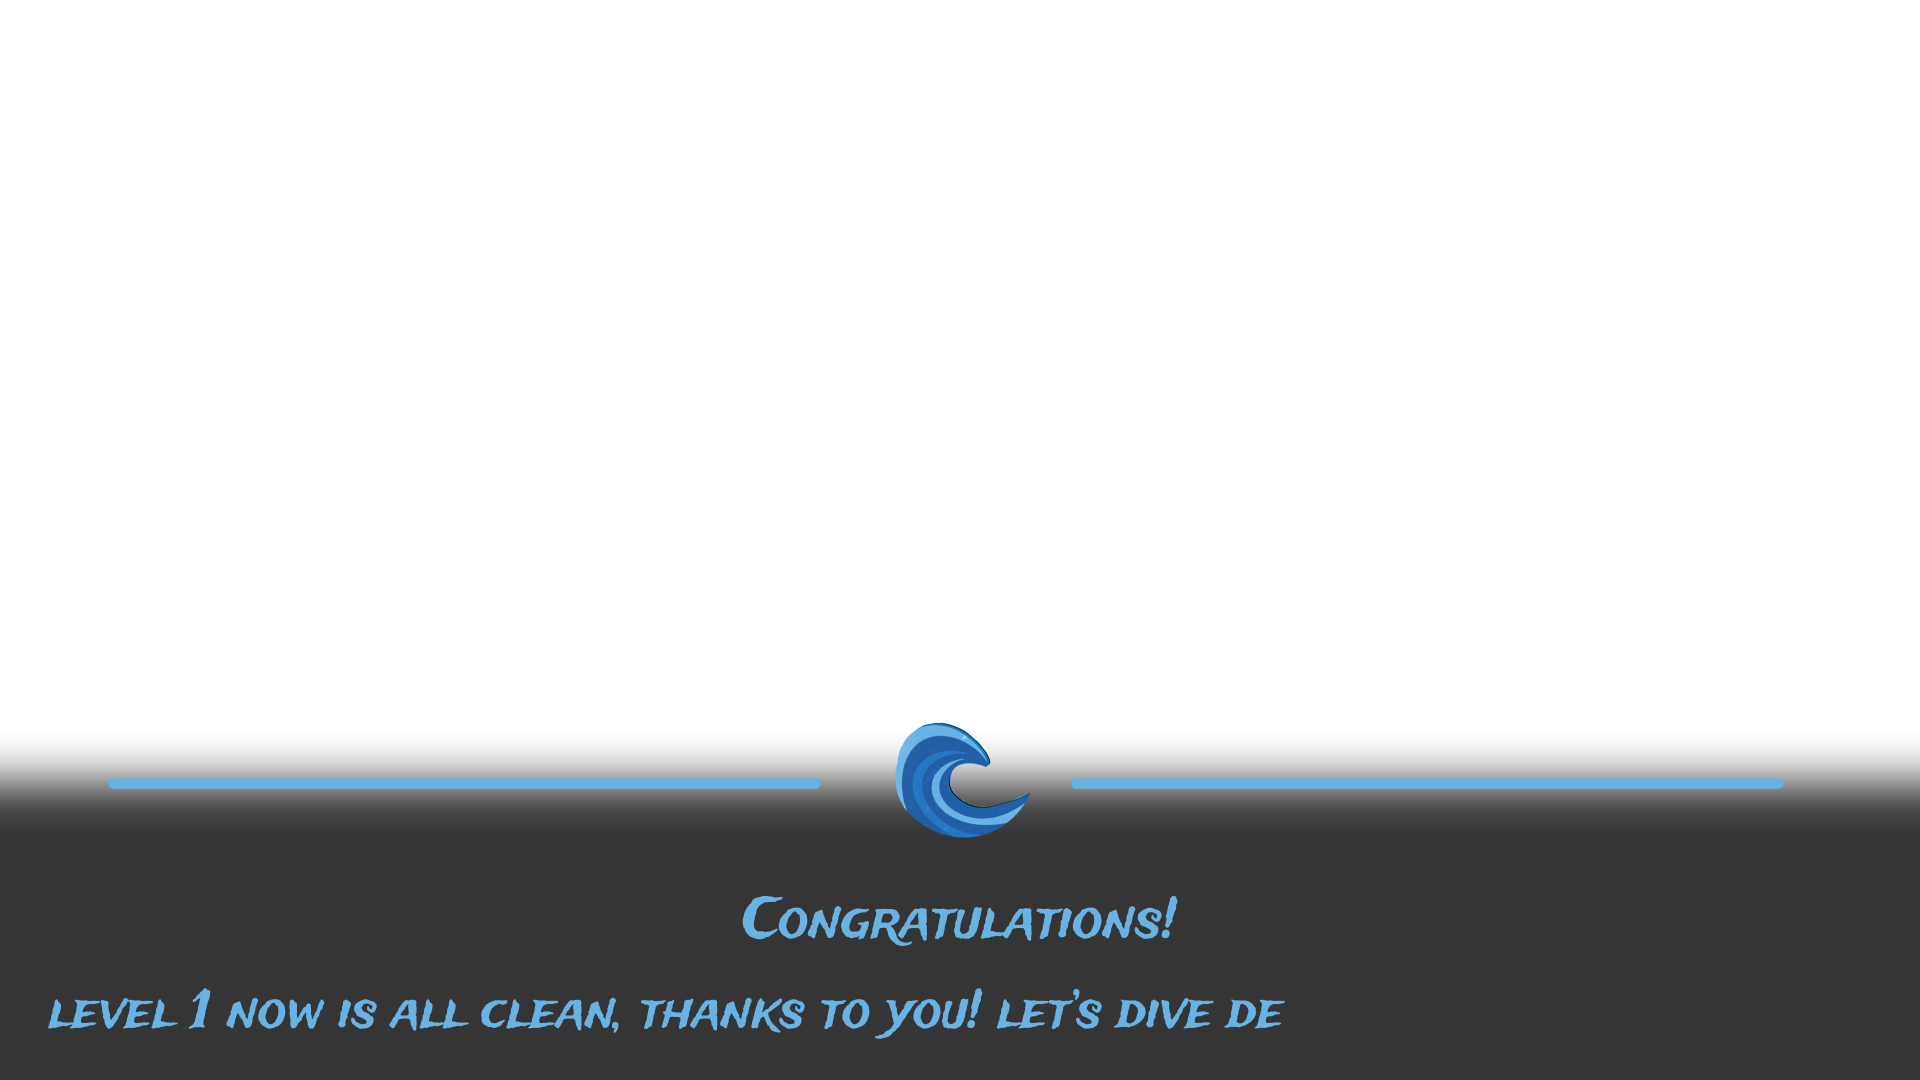 Congratulations!
level 1 now is all clean, thanks to you! let's dive de